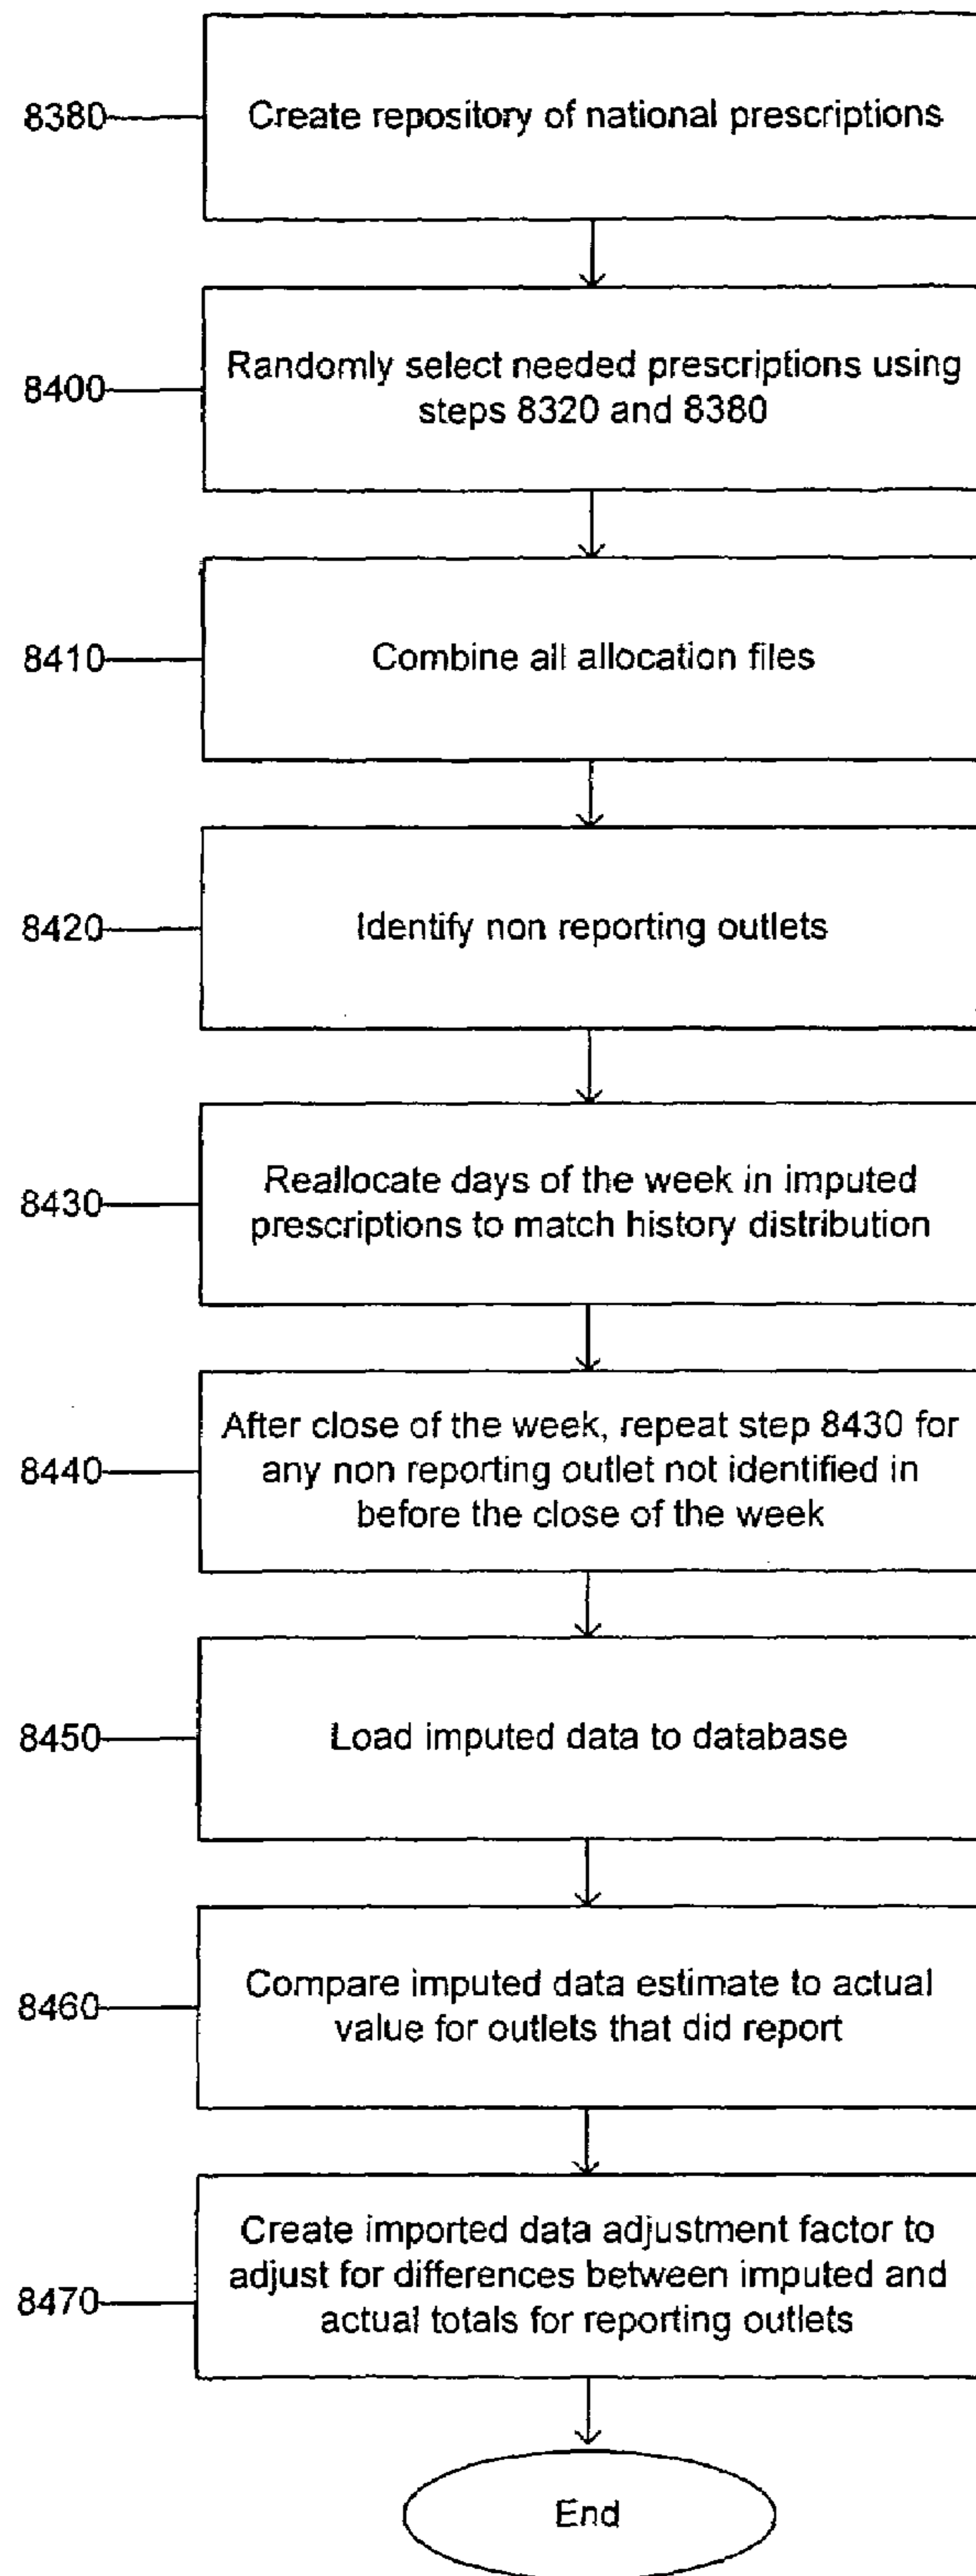 8380
Create repository of national prescriptions
8400
Randomly select needed prescriptions using
steps 8320 and 8380
8410
Combine all allocation files
8420
Identify non reporting outlets
8430
Reallocate days of the week in imputed
prescriptions to match history distribution
8440
After close of the week, repeat step 8430 for
any non reporting outlet not identified in
before the close of the week
8450
Load imputed data to database
8460
Compare imputed data estimate to actual
value for outlets that did report
8470
Create imported data adjustment factor to
adjust for differences between imputed and
actual totals for reporting outlets
End